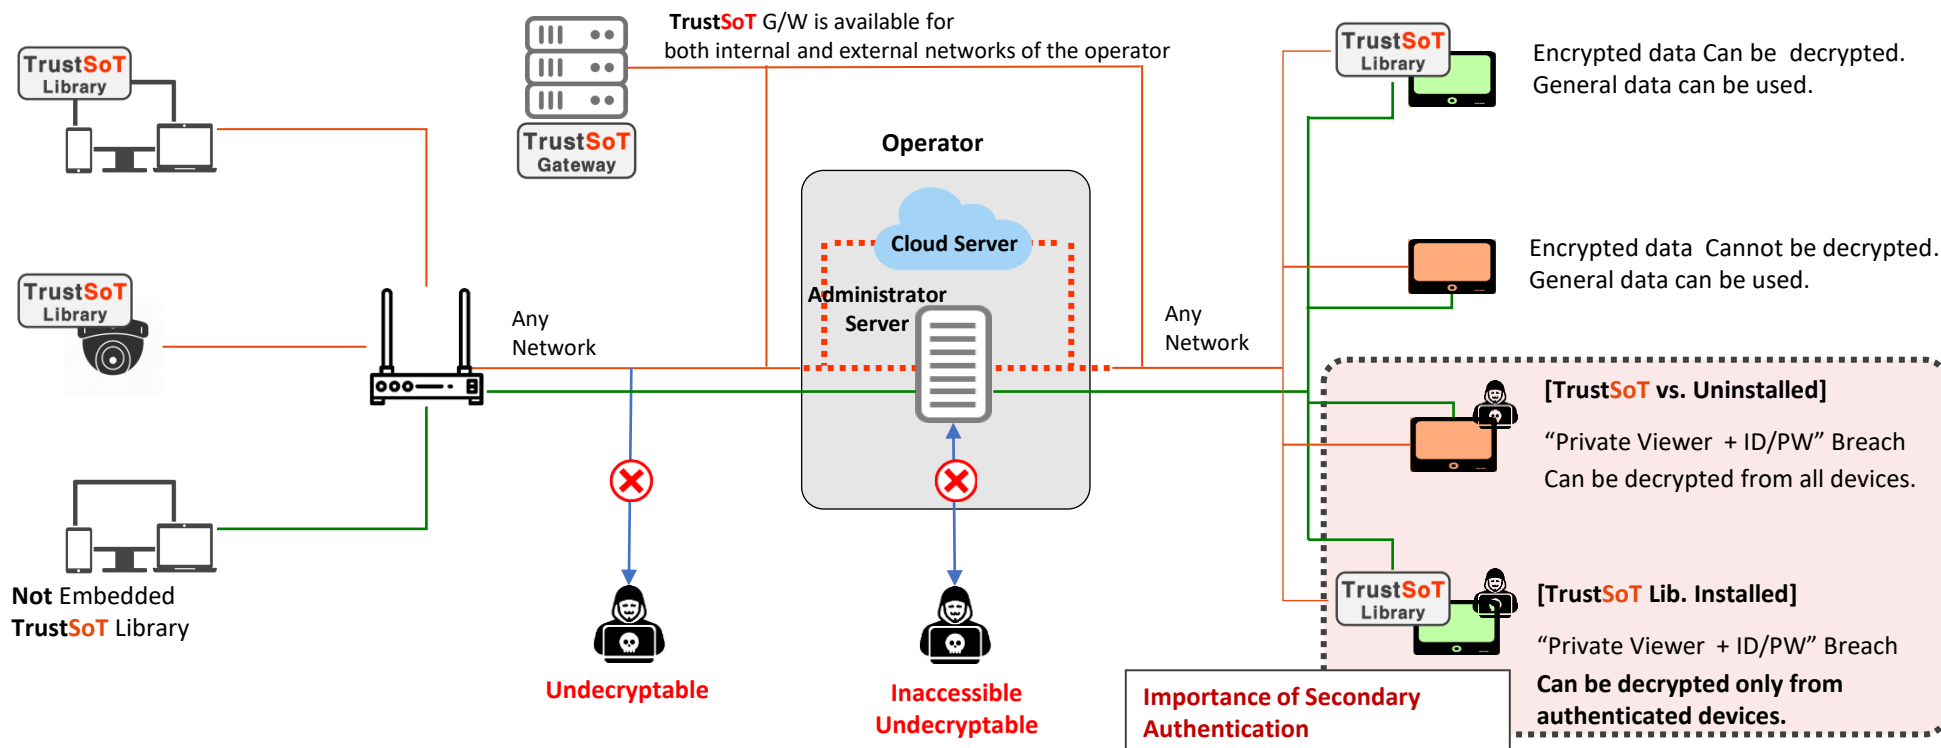 TrustSoT G/W is available for
both internal and external networks of the operator
TrustSoT
Library
TrustSoT
Gateway
TrustSoT
Library
Encrypted data Can be decrypted.
General data can be used.
Operator
Cloud Server
Administrator
Server
TrustSoT
Library
Any
Network
Any
Network
Encrypted data Cannot be decrypted.
General data can be used.
[TrustSoT vs. Uninstalled]
“Private Viewer + ID/PW” Breach
Can be decrypted from all devices.
Not Embedded
TrustSoT Library
TrustSoT
Library
[TrustSoT Lib. Installed]
“Private Viewer + ID/PW” Breach
Can be decrypted only from
authenticated devices.
Undecryptable
Inaccessible
Undecryptable
Importance of Secondary
Authentication